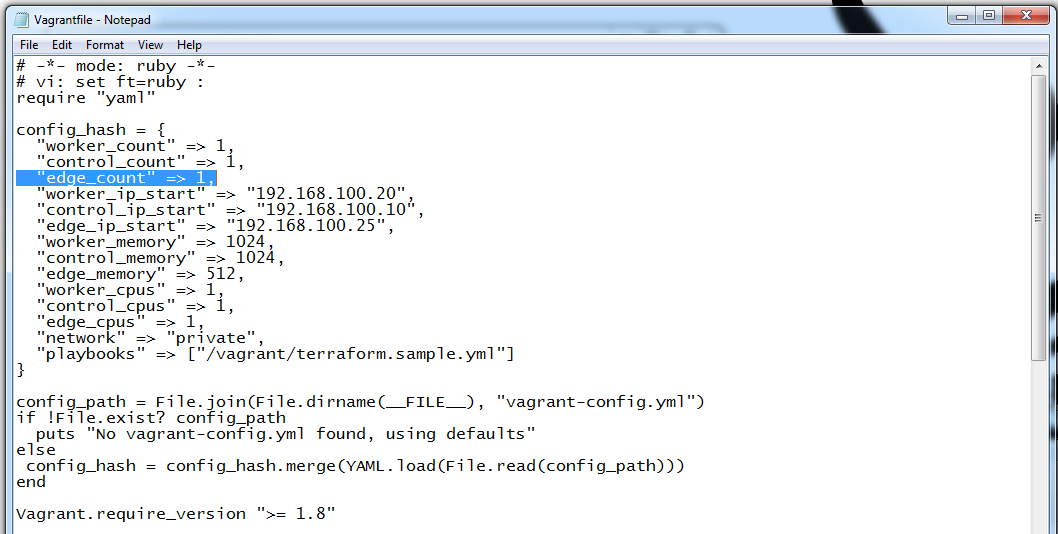 Vagrantfile - Notepad
File Edit Format View Help
# -*- mode: ruby -*-
# vi: set ft=ruby :
require "yaml"
config_hash = {
  "worker_count" => 1,
  "control_count" => 1,
  "edge_count" => 1,
  "worker_ip_start" => "192.168.100.20",
  "control_ip_start" => "192.168.100.10",
  "edge_ip_start" => "192.168.100.25",
  "worker_memory" => 1024,
  "control_memory" => 1024,
  "edge_memory" => 512,
  "worker_cpus" => 1,
  "control_cpus" => 1,
  "edge_cpus" => 1,
  "network" => "private",
  "playbooks" => ["/vagrant/terraform.sample.yml"]
}
config_path = File.join(File.dirname(__FILE__), "vagrant-config.yml")
if !File.exist? config_path
  puts "No vagrant-config.yml found, using defaults"
else
 config_hash = config_hash.merge(YAML.load(File.read(config_path)))
end
Vagrant.require_version ">= 1.8"